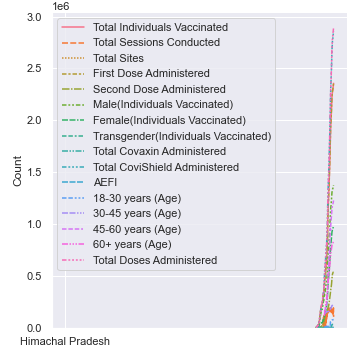 1e6
3.0
2.5
2.0
1.5
1.0
0.5
0.0
Count
Total Individuals Vaccinated
Total Sessions Conducted
Total Sites
First Dose Administered
Second Dose Administered
Male(Individuals Vaccinated)
Female(Individuals Vaccinated)
Transgender(Individuals Vaccinated)
Total Covaxin Administered
Total CoviShield Administered
AEFI
18-30 years (Age)
30-45 years (Age)
45-60 years (Age)
60+ years (Age)
Total Doses Administered
Himachal Pradesh